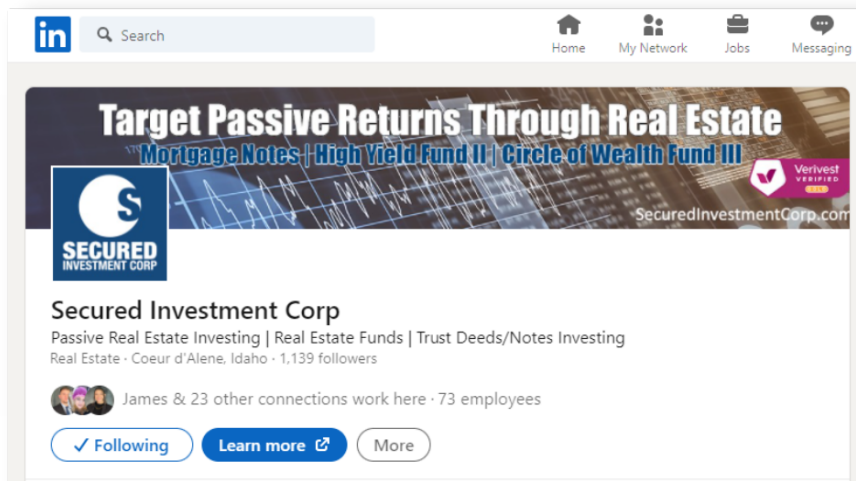 in
Search
Home
My Network
Jobs
Messaging
Target Passive Returns Through Real Estate
Mortgage Notes | High Yield Fund II | Circle of Wealth Fund III
Verivest
VERIFIED
SecuredInvestmentCorp.com
S
SECURED
INVESTMENT CORP
Secured Investment Corp
Passive Real Estate Investing | Real Estate Funds | Trust Deeds/Notes Investing
Real Estate · Coeur d'Alene, Idaho · 1,139 followers
James & 23 other connections work here · 73 employees
Following
Learn more
More